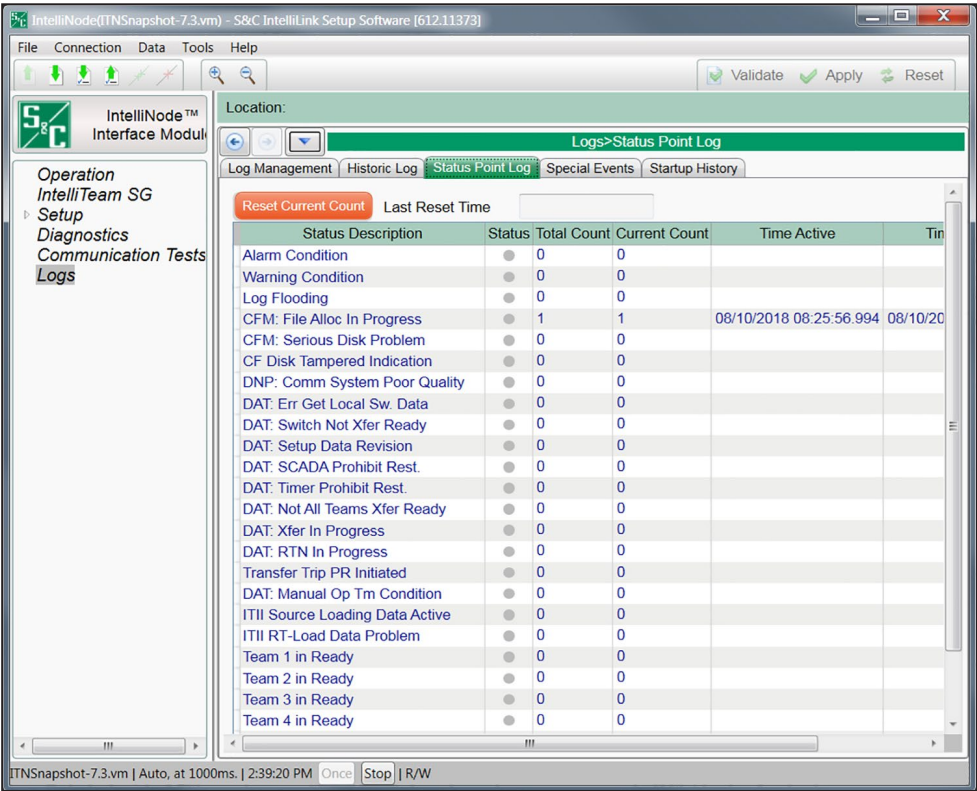 IntelliNode(ITNSnapshot-7.3.vm) - S&C IntelliLink Setup Software [612.11373]
File Connection Data Tools Help
Validate Apply Reset
S&C
IntelliNode™
Interface Modul
Operation
IntelliTeam SG
Setup
Diagnostics
Communication Tests
Logs
Location:
Logs>Status Point Log
Log Management Historic Log Status Point Log Special Events Startup History
Reset Current Count Last Reset Time
Status Description Status Total Count Current Count Time Active Tim
Alarm Condition 0 0
Warning Condition 0 0
Log Flooding 0 0
CFM: File Alloc In Progress 1 1 08/10/2018 08:25:56.994 08/10/20
CFM: Serious Disk Problem 0 0
CF Disk Tampered Indication 0 0
DNP: Comm System Poor Quality 0 0
DAT: Err Get Local Sw. Data 0 0
DAT: Switch Not Xfer Ready 0 0
DAT: Setup Data Revision 0 0
DAT: SCADA Prohibit Rest. 0 0
DAT: Timer Prohibit Rest. 0 0
DAT: Not All Teams Xfer Ready 0 0
DAT: Xfer In Progress 0 0
DAT: RTN In Progress 0 0
Transfer Trip PR Initiated 0 0
DAT: Manual Op Tm Condition 0 0
ITII Source Loading Data Active 0 0
ITII RT-Load Data Problem 0 0
Team 1 in Ready 0 0
Team 2 in Ready 0 0
Team 3 in Ready 0 0
Team 4 in Ready 0 0
ITNSnapshot-7.3.vm | Auto, at 1000ms. | 2:39:20 PM Once Stop | R/W